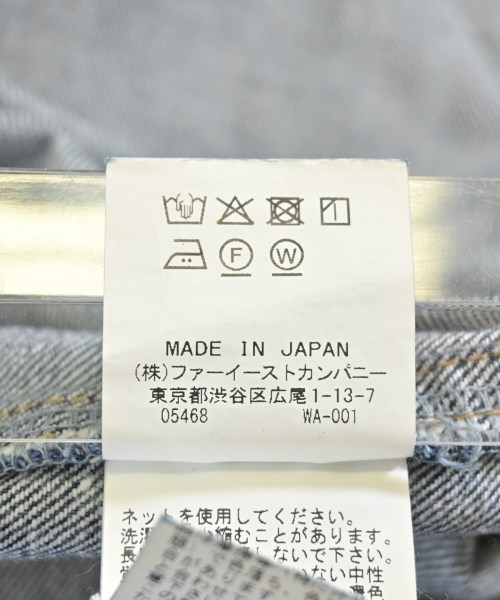 F W
MADE IN JAPAN
(株)ファーイーストカンパニー
東京都渋谷区広尾1-13-7
05468 WA-001
ネットを使用してください。
洗濯 縮むことがあります。
しないで下さい。
ない中性